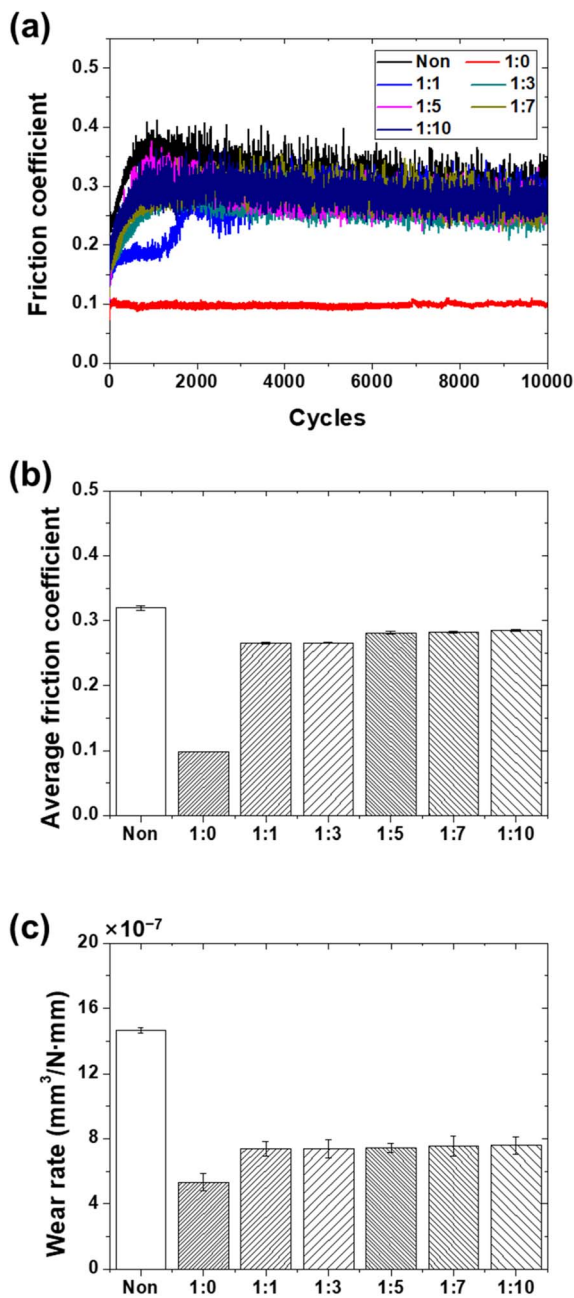 (a)
Friction coefficient
0.5
0.4
0.3
0.2
0.1
0.0
Non 1:0
1:1 1:3
1:5 1:7
1:10
0 2000 4000 6000 8000 10000
Cycles
(b)
Average friction coefficient
0.5
0.4
0.3
0.2
0.1
0.0
Non 1:0 1:1 1:3 1:5 1:7 1:10
(c)
×10⁻⁷
Wear rate (mm³/N·mm)
20
16
12
8
4
0
Non 1:0 1:1 1:3 1:5 1:7 1:10